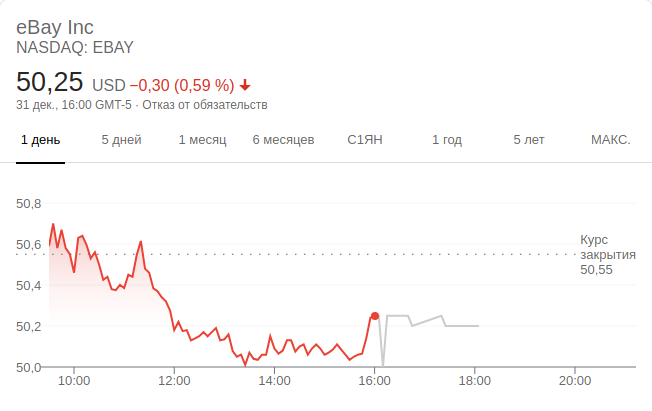 eBay Inc
NASDAQ: EBAY
50,25 USD −0,30 (0,59 %)
31 дек., 16:00 GMT-5 · Отказ от обязательств
1 день 5 дней 1 месяц 6 месяцев С1ЯН 1 год 5 лет МАКС.
50,8
50,6
50,4
50,2
50,0
Курс
закрытия
50,55
10:00 12:00 14:00 16:00 18:00 20:00